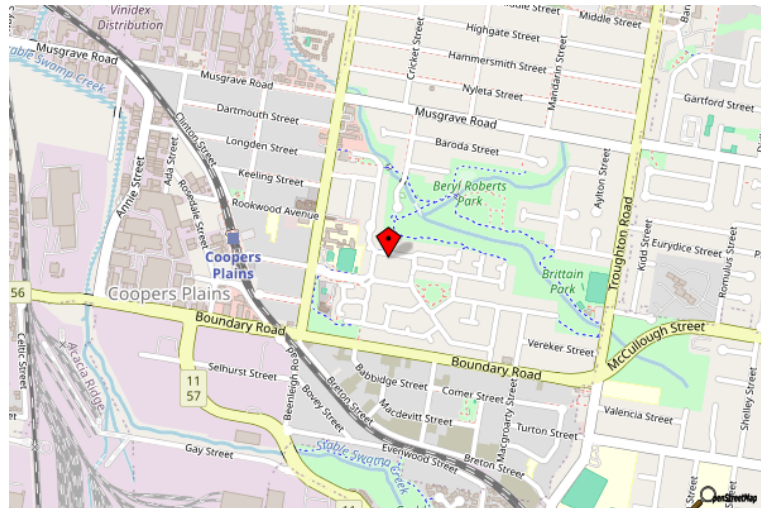 Vinidex
Distribution
Musgrave Road
Stable Swamp Creek
Musgrave Road
Dartmouth Street
Longden Street
Keeling Street
Rookwood Avenue
Clinton Street
Ada Street
Annie Street
Rosedale Street
Coopers
Plains
Coopers Plains
56
Boundary Road
Celtic Street
Acacia Ridge
Selhurst Street
11
57
Gay Street
Beenleigh Road
Bovey Street
Breton Street
Stable Swamp
Creek
11
Cricket Street
Highgate Street
Middle Street
Hammersmith Street
Mandarin Street
Nyleta Street
Musgrave Road
Baroda Street
Gartford Street
Beryl Roberts
Park
Aylton Street
Troughton Road
Kidd Street
Eurydice Street
Romulus Street
Brittain
Park
McCullough Street
Vereker Street
Boundary Road
Babbidge Street
Comer Street
Macdevitt Street
Macgroarty Street
Turton Street
Evenwood Street
Breton Street
Valencia Street
Shelley Street
penStreetMap